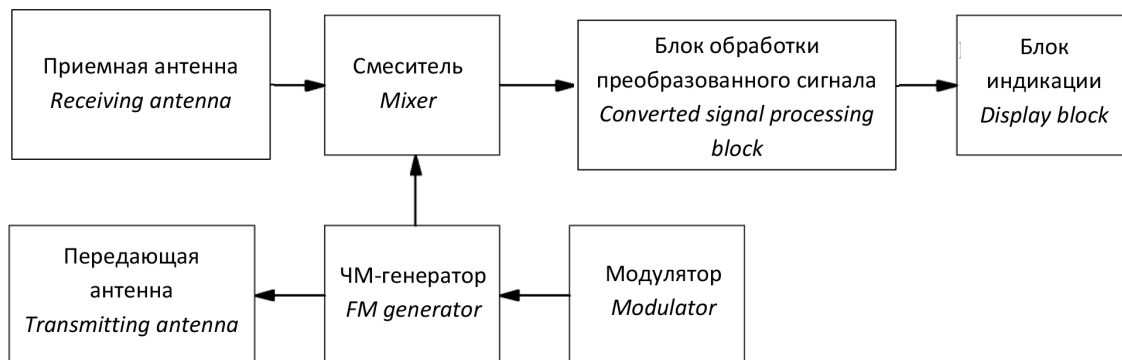 Приемная антенна
Receiving antenna
Смеситель
Mixer
Блок обработки
преобразованного сигнала
Converted signal processing
block
Блок
индикации
Display block
Передающая
антенна
Transmitting antenna
ЧМ-генератор
FM generator
Модулятор
Modulator